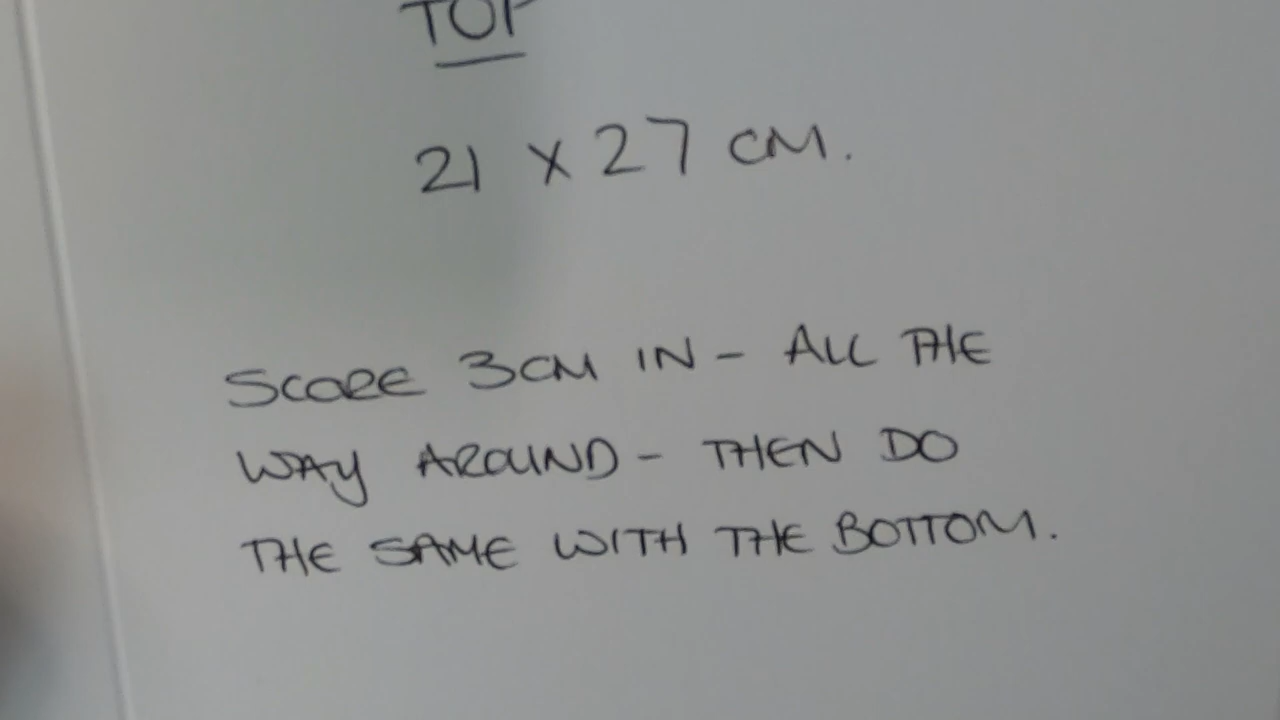 TOP
21 x 27 CM.
SCORE 3CM IN - ALL THE
WAY AROUND - THEN DO
THE SAME WITH THE BOTTOM.